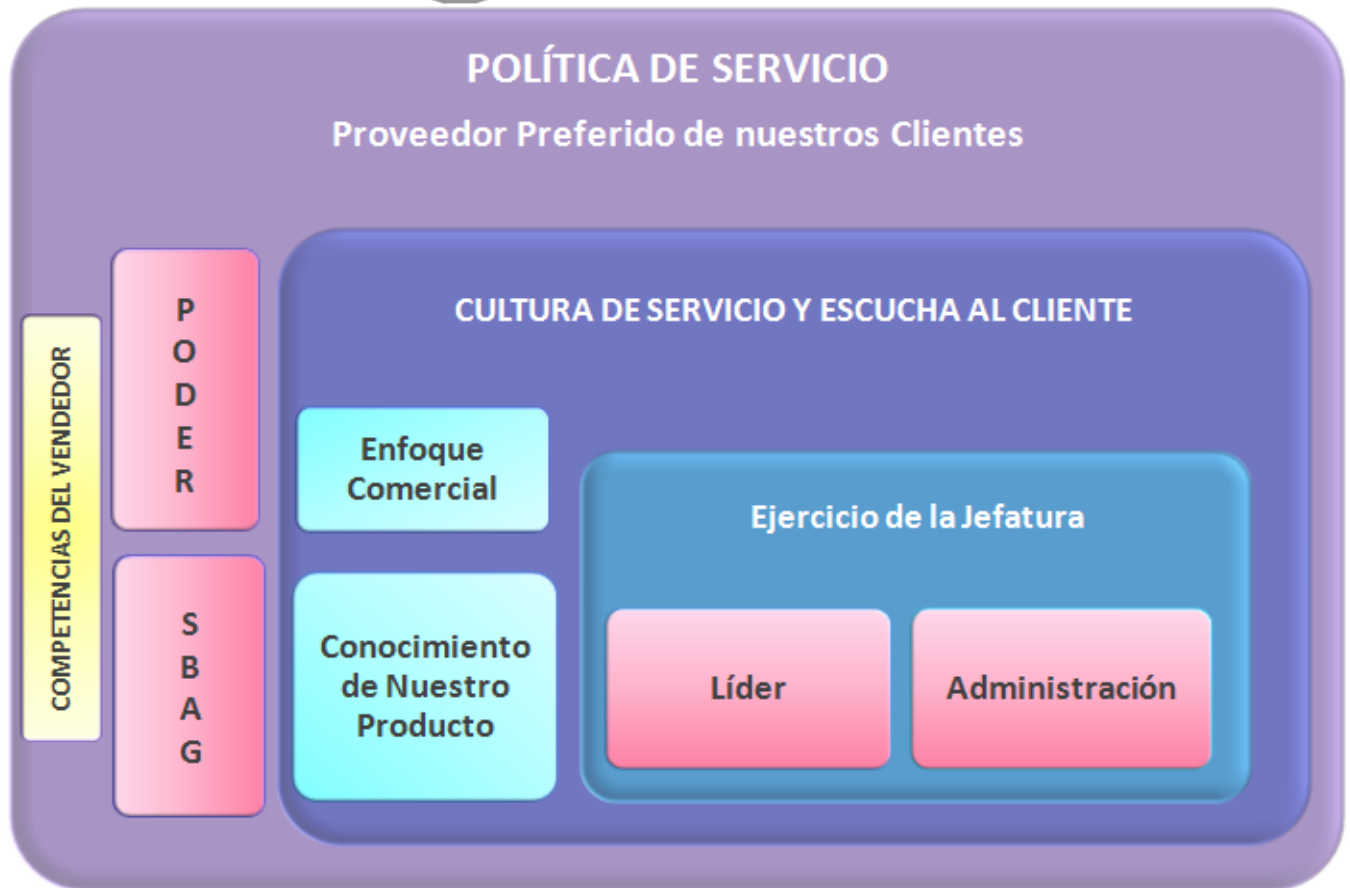 POLÍTICA DE SERVICIO
Proveedor Preferido de nuestros Clientes
COMPETENCIAS DEL VENDEDOR
P
O
D
E
R
S
B
A
G
CULTURA DE SERVICIO Y ESCUCHA AL CLIENTE
Enfoque
Comercial
Conocimiento
de Nuestro
Producto
Ejercicio de la Jefatura
Líder
Administración